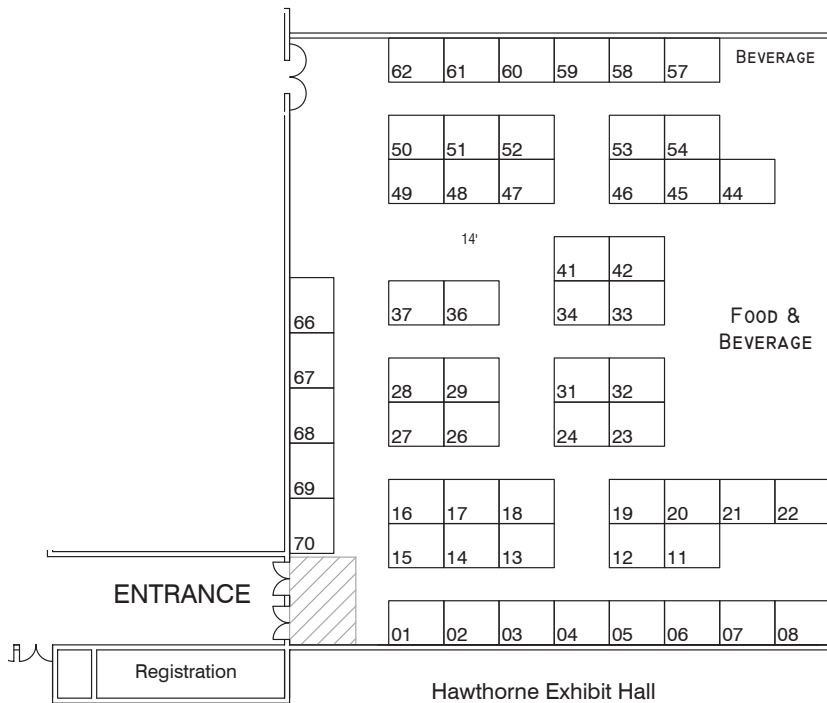 62 61 60 59 58 57 BEVERAGE
50 51 52 53 54
49 48 47 46 45 44
14'
41 42
37 36 34 33
FOOD &
BEVERAGE
66
67
68
69
70
28 29 31 32
27 26 24 23
16 17 18 19 20 21 22
15 14 13 12 11
ENTRANCE
01 02 03 04 05 06 07 08
Registration
Hawthorne Exhibit Hall